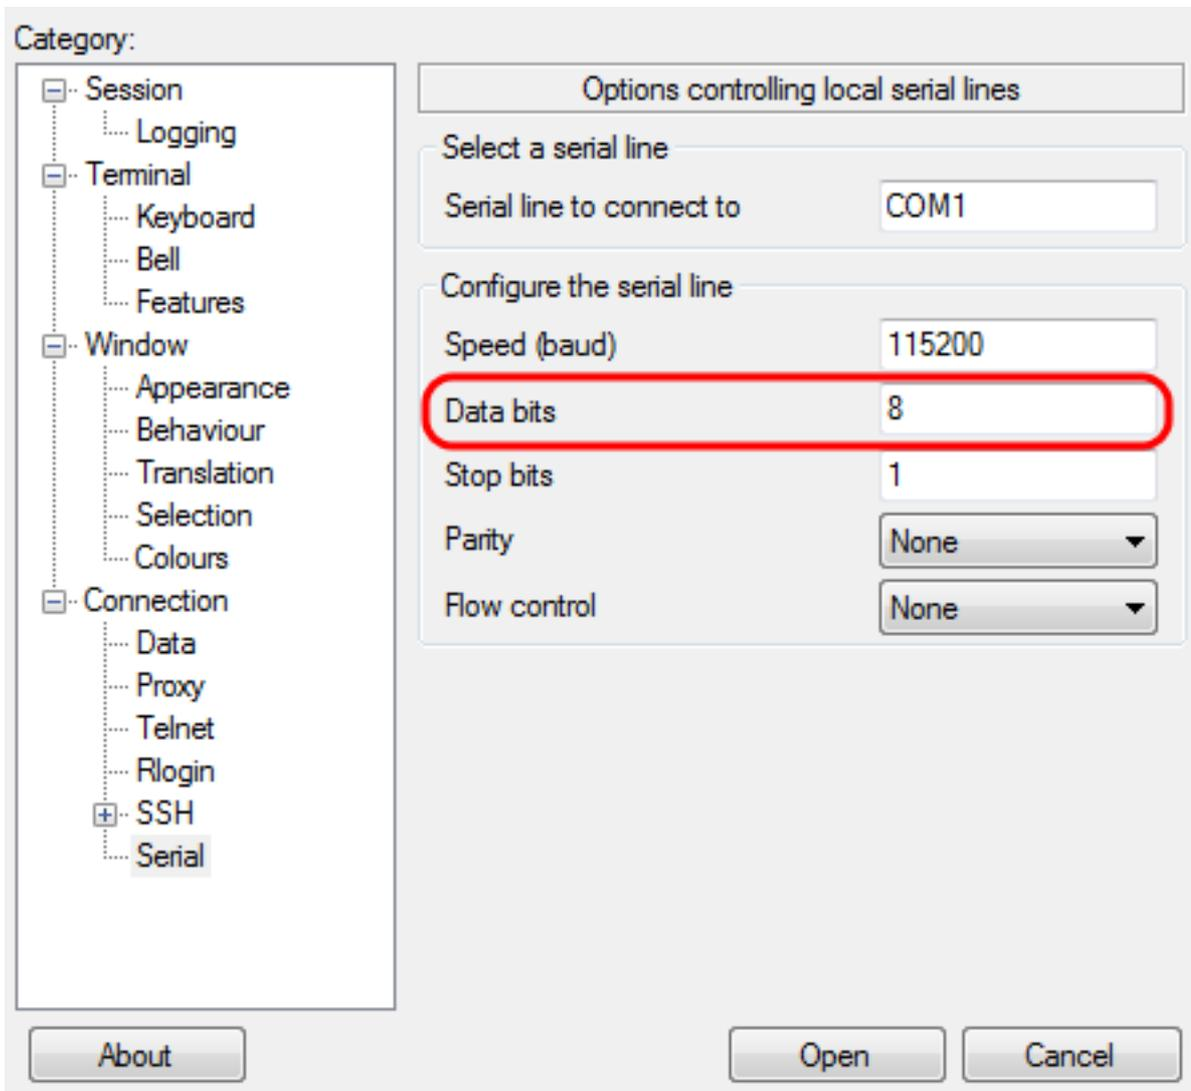 Category:
Session
Logging
Terminal
Keyboard
Bell
Features
Window
Appearance
Behaviour
Translation
Selection
Colours
Connection
Data
Proxy
Telnet
Rlogin
SSH
Serial
Options controlling local serial lines
Select a serial line
Serial line to connect to COM1
Configure the serial line
Speed (baud) 115200
Data bits 8
Stop bits 1
Parity None
Flow control None
About Open Cancel